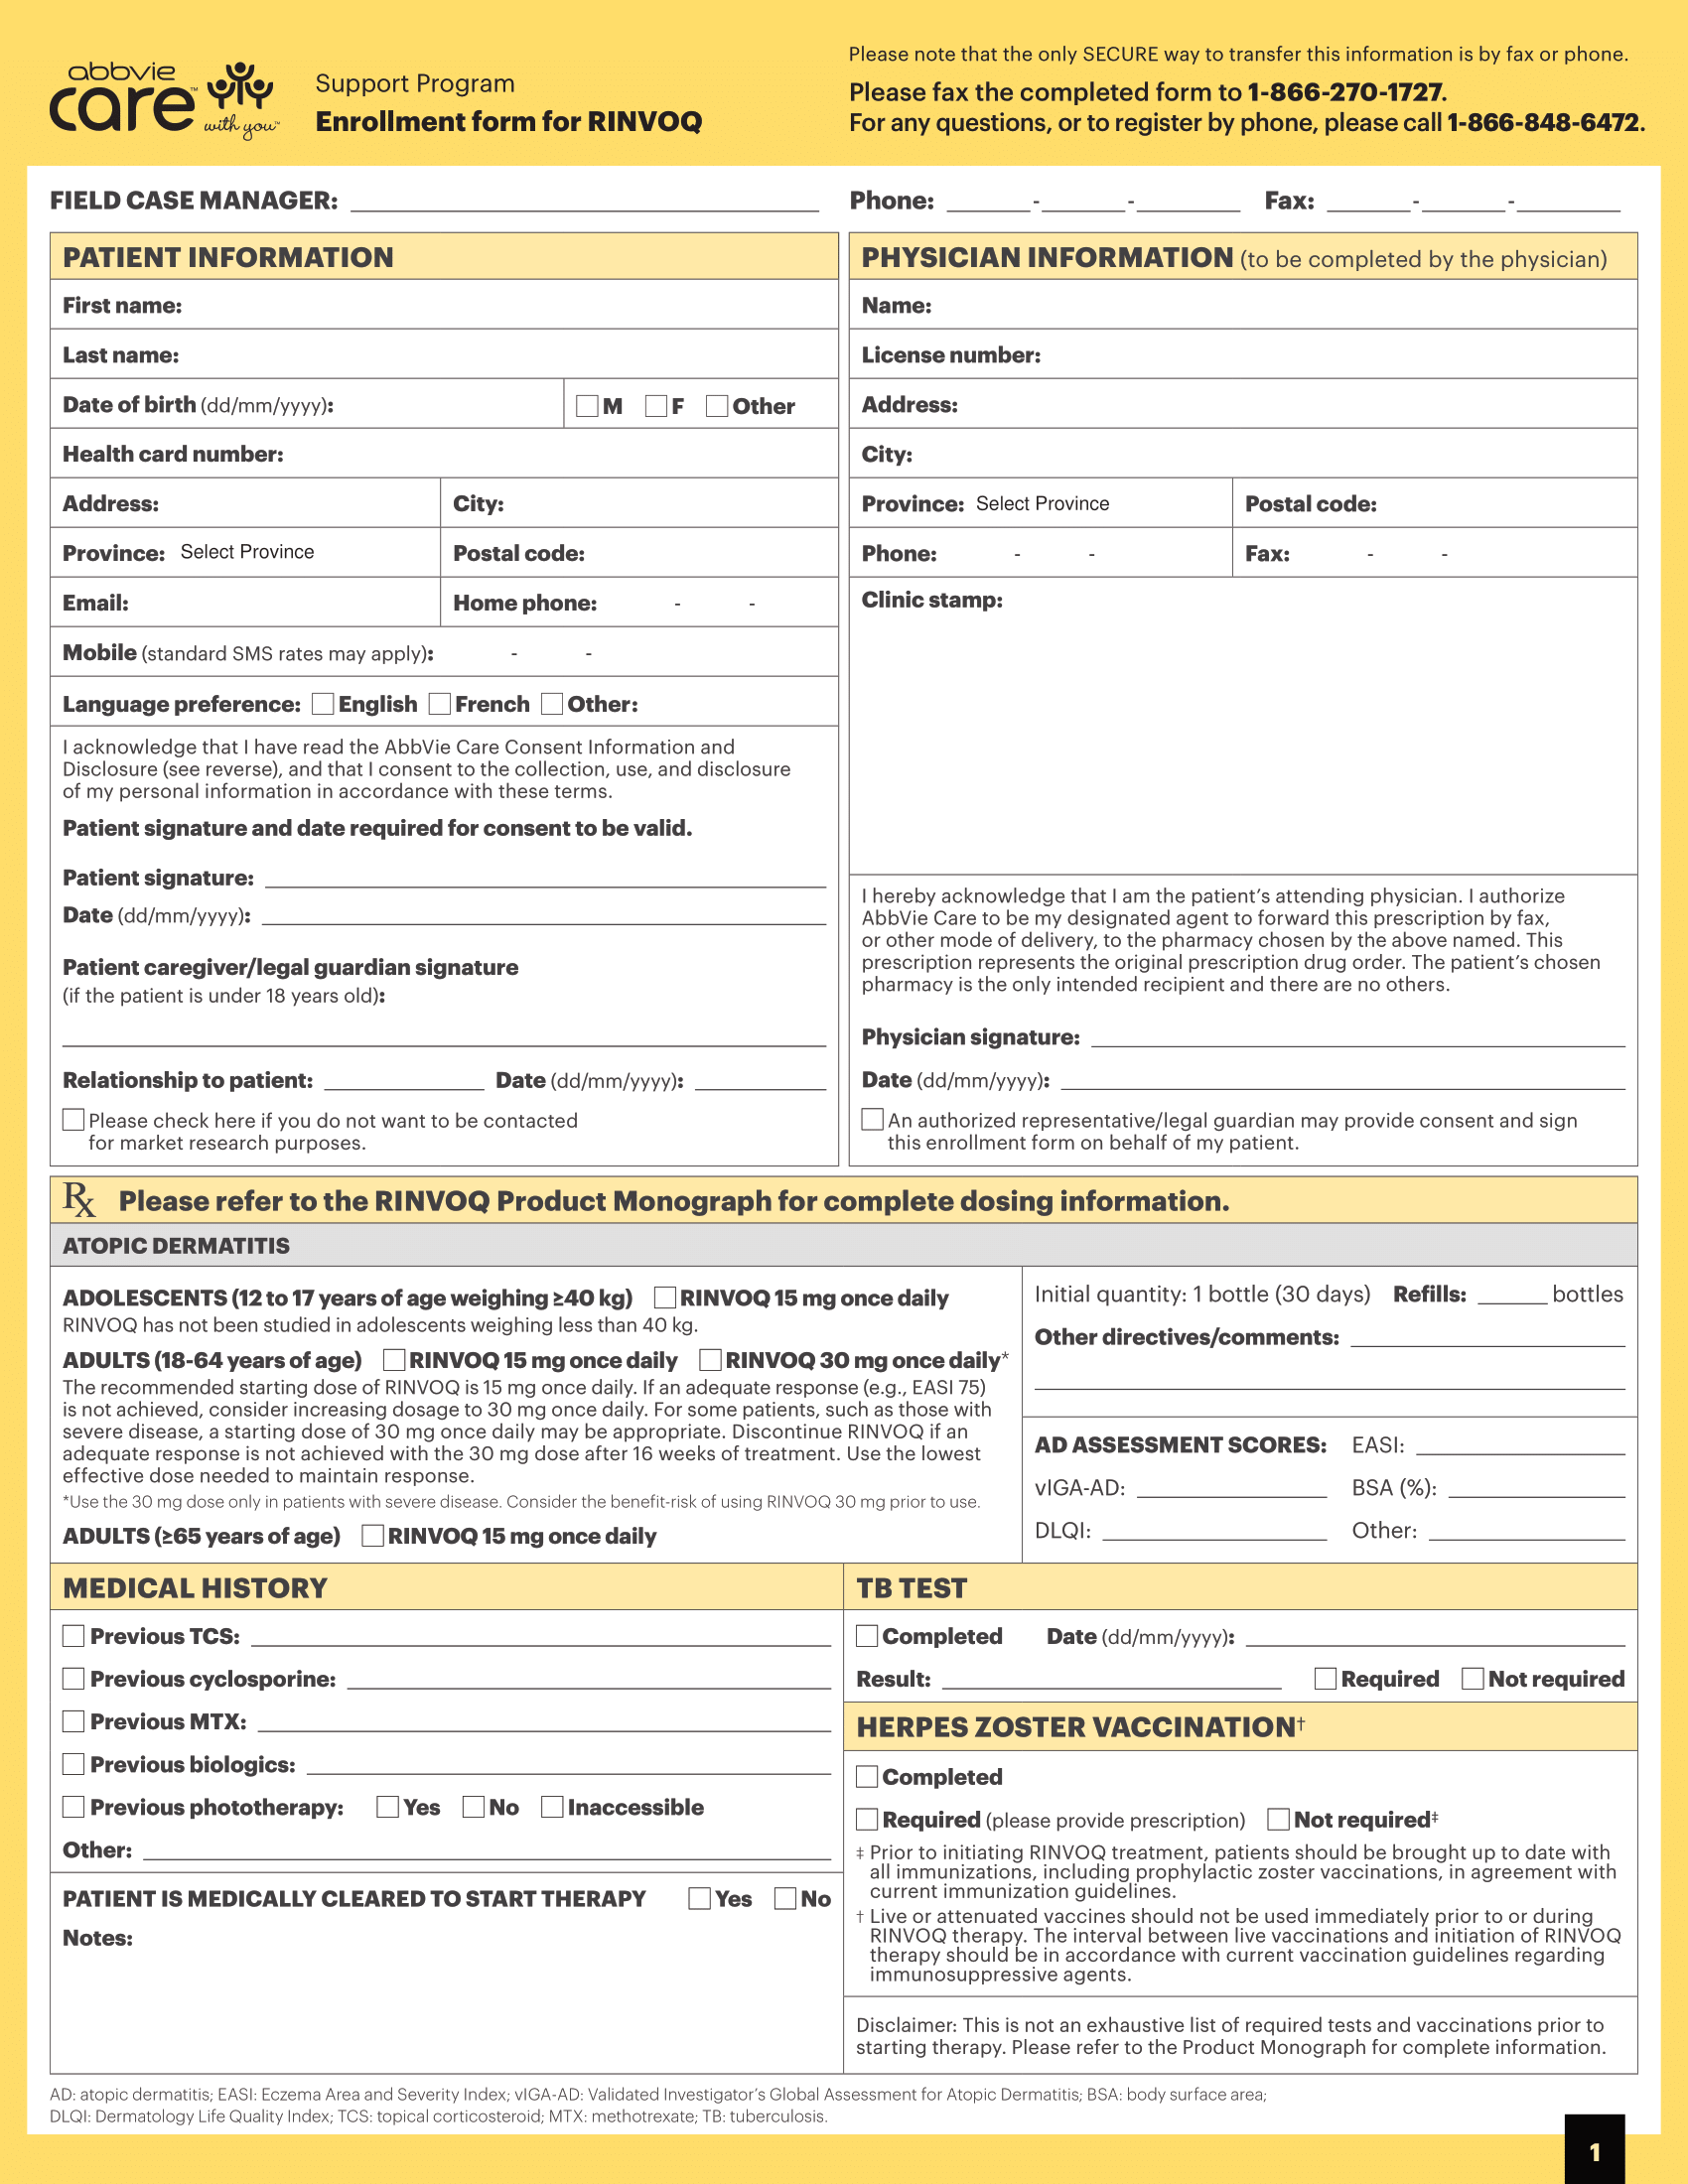 abbvie
care™
with you™
Support Program
Enrollment form for RINVOQ
Please note that the only SECURE way to transfer this information is by fax or phone.
Please fax the completed form to 1-866-270-1727.
For any questions, or to register by phone, please call 1-866-848-6472.
FIELD CASE MANAGER: Phone: - - Fax: - -
PATIENT INFORMATION
First name:
Last name:
Date of birth (dd/mm/yyyy): M F Other
Health card number:
Address: City:
Province: Select Province Postal code:
Email: Home phone: - -
Mobile (standard SMS rates may apply): - -
Language preference: English French Other:
I acknowledge that I have read the AbbVie Care Consent Information and
Disclosure (see reverse), and that I consent to the collection, use, and disclosure
of my personal information in accordance with these terms.
Patient signature and date required for consent to be valid.
Patient signature:
Date (dd/mm/yyyy):
Patient caregiver/legal guardian signature
(if the patient is under 18 years old):
Relationship to patient: Date (dd/mm/yyyy):
Please check here if you do not want to be contacted
for market research purposes.
PHYSICIAN INFORMATION (to be completed by the physician)
Name:
License number:
Address:
City:
Province: Select Province Postal code:
Phone: - - Fax: - -
Clinic stamp:
I hereby acknowledge that I am the patient’s attending physician. I authorize
AbbVie Care to be my designated agent to forward this prescription by fax,
or other mode of delivery, to the pharmacy chosen by the above named. This
prescription represents the original prescription drug order. The patient’s chosen
pharmacy is the only intended recipient and there are no others.
Physician signature:
Date (dd/mm/yyyy):
An authorized representative/legal guardian may provide consent and sign
this enrollment form on behalf of my patient.
Rx Please refer to the RINVOQ Product Monograph for complete dosing information.
ATOPIC DERMATITIS
ADOLESCENTS (12 to 17 years of age weighing ≥40 kg) RINVOQ 15 mg once daily
RINVOQ has not been studied in adolescents weighing less than 40 kg.
ADULTS (18-64 years of age) RINVOQ 15 mg once daily RINVOQ 30 mg once daily*
The recommended starting dose of RINVOQ is 15 mg once daily. If an adequate response (e.g., EASI 75)
is not achieved, consider increasing dosage to 30 mg once daily. For some patients, such as those with
severe disease, a starting dose of 30 mg once daily may be appropriate. Discontinue RINVOQ if an
adequate response is not achieved with the 30 mg dose after 16 weeks of treatment. Use the lowest
effective dose needed to maintain response.
*Use the 30 mg dose only in patients with severe disease. Consider the benefit-risk of using RINVOQ 30 mg prior to use.
ADULTS (≥65 years of age) RINVOQ 15 mg once daily
Initial quantity: 1 bottle (30 days) Refills: bottles
Other directives/comments:
AD ASSESSMENT SCORES: EASI:
vIGA-AD: BSA (%):
DLQI: Other:
MEDICAL HISTORY
Previous TCS:
Previous cyclosporine:
Previous MTX:
Previous biologics:
Previous phototherapy: Yes No Inaccessible
Other:
PATIENT IS MEDICALLY CLEARED TO START THERAPY Yes No
Notes:
TB TEST
Completed Date (dd/mm/yyyy):
Result: Required Not required
HERPES ZOSTER VACCINATION†
Completed
Required (please provide prescription) Not required‡
‡ Prior to initiating RINVOQ treatment, patients should be brought up to date with
all immunizations, including prophylactic zoster vaccinations, in agreement with
current immunization guidelines.
† Live or attenuated vaccines should not be used immediately prior to or during
RINVOQ therapy. The interval between live vaccinations and initiation of RINVOQ
therapy should be in accordance with current vaccination guidelines regarding
immunosuppressive agents.
Disclaimer: This is not an exhaustive list of required tests and vaccinations prior to
starting therapy. Please refer to the Product Monograph for complete information.
AD: atopic dermatitis; EASI: Eczema Area and Severity Index; vIGA-AD: Validated Investigator’s Global Assessment for Atopic Dermatitis; BSA: body surface area;
DLQI: Dermatology Life Quality Index; TCS: topical corticosteroid; MTX: methotrexate; TB: tuberculosis.
1